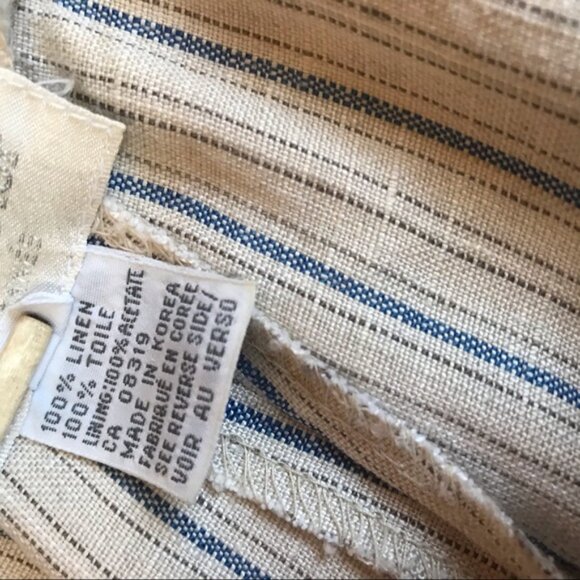 100% LINEN
100% TOILE
LINING:100% ACETATE
CA 08319
MADE IN KOREA
FABRIQUÉ EN CORÉE
SEE REVERSE SIDE/
VOIR AU VERSO